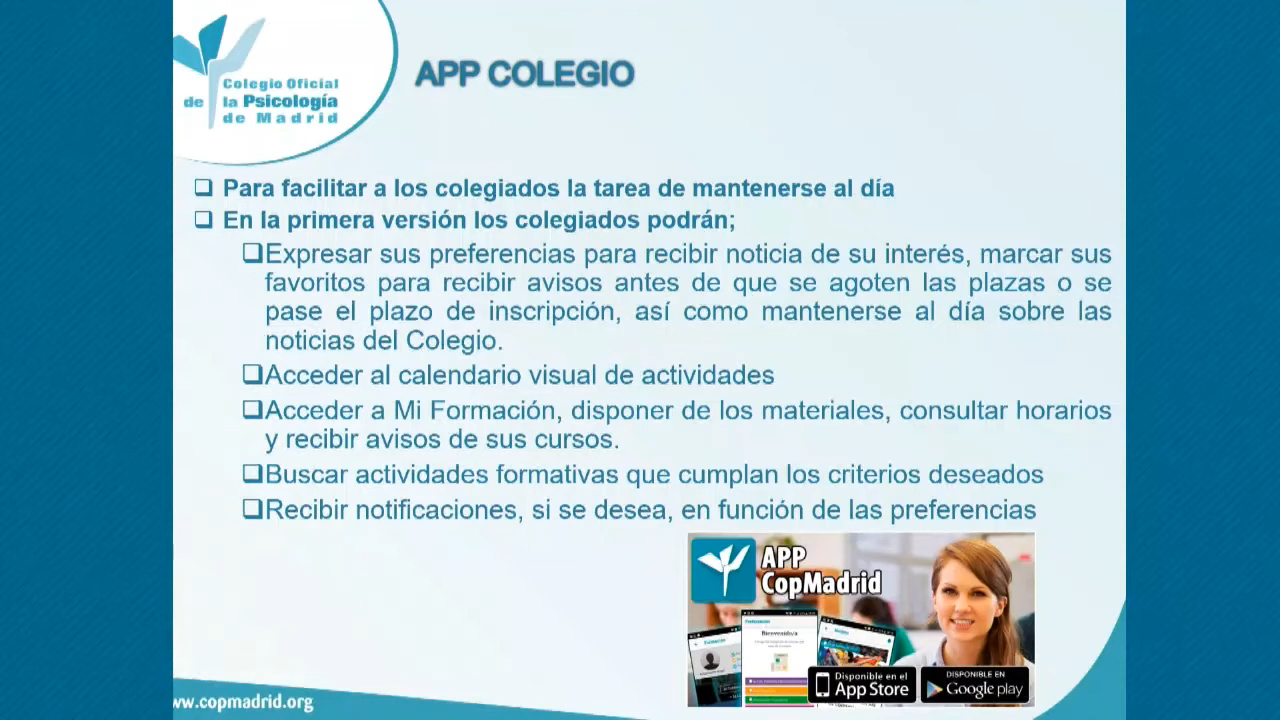 Colegio Oficial
de la Psicología
de Madrid
APP COLEGIO
Para facilitar a los colegiados la tarea de mantenerse al día
En la primera versión los colegiados podrán;
Expresar sus preferencias para recibir noticia de su interés, marcar sus
favoritos para recibir avisos antes de que se agoten las plazas o se
pase el plazo de inscripción, así como mantenerse al día sobre las
noticias del Colegio.
Acceder al calendario visual de actividades
Acceder a Mi Formación, disponer de los materiales, consultar horarios
y recibir avisos de sus cursos.
Buscar actividades formativas que cumplan los criterios deseados
Recibir notificaciones, si se desea, en función de las preferencias
APP
CopMadrid
Bienvenido/a
Disponible en el
App Store
DISPONIBLE EN
Google play
www.copmadrid.org